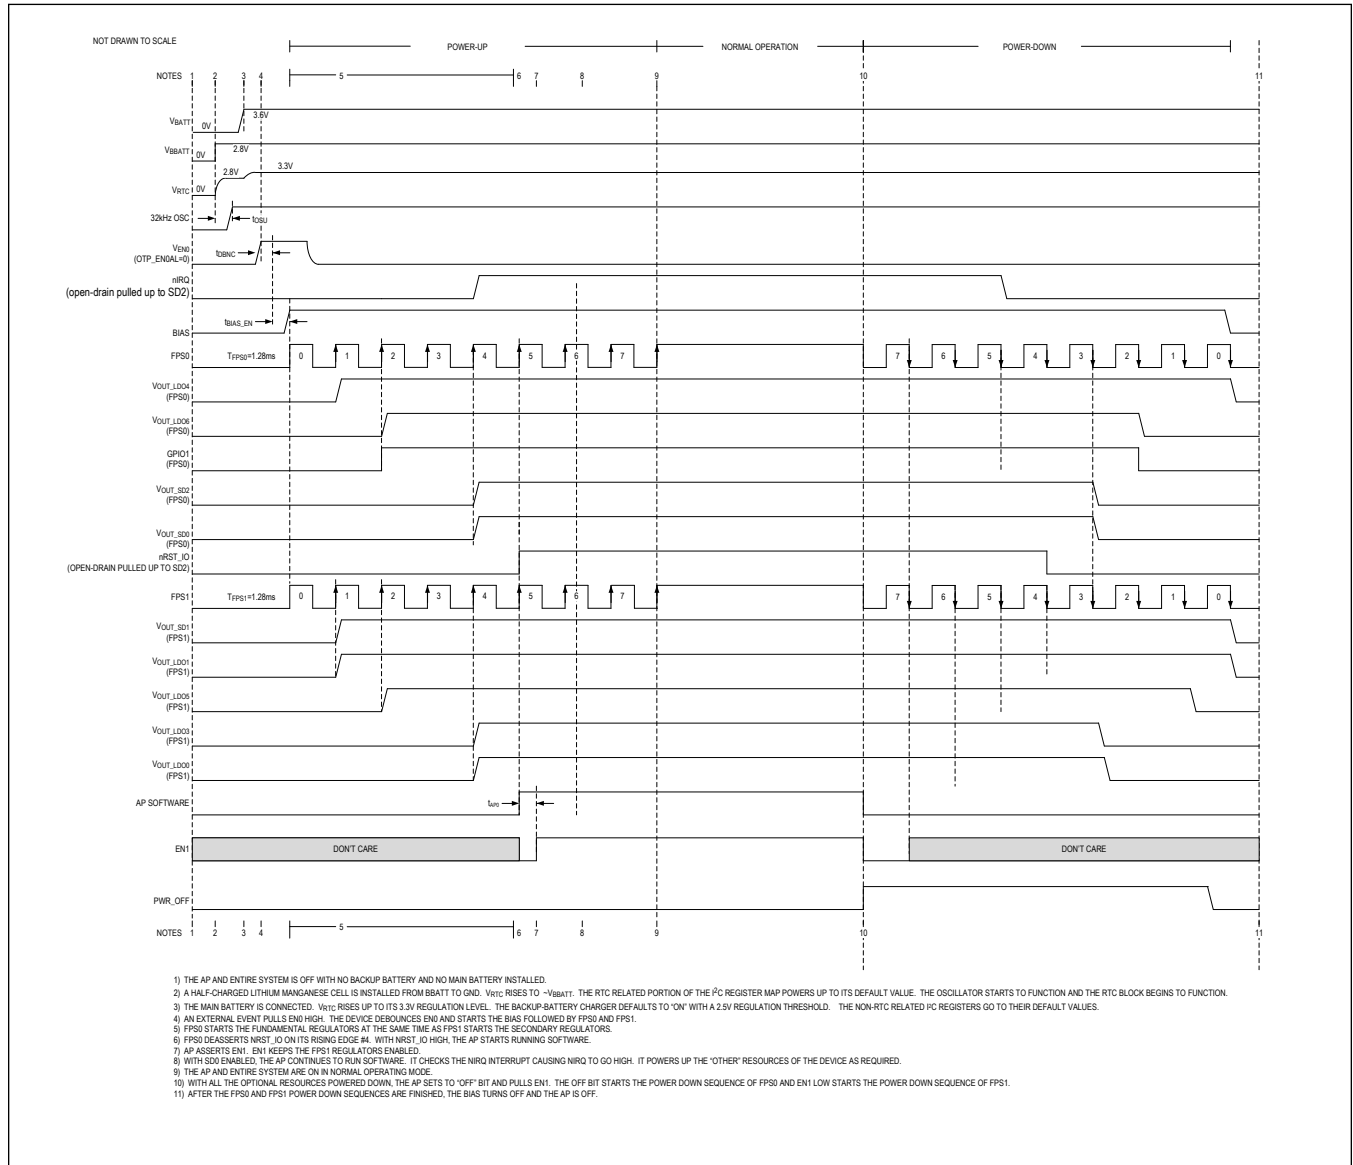 NOT DRAWN TO SCALE
POWER-UP
NORMAL OPERATION
POWER-DOWN
NOTES 1 2 3 4 5 6 7 8 9 10 11
VBATT 0V 3.6V
VBBATT 0V 2.8V
VRTC 0V 2.8V 3.3V
32kHz OSC tOSU
VEN0
(OTP_EN0AL=0)
tDBNC
nIRQ
(open-drain pulled up to SD2)
tBIAS_EN
BIAS
FPS0 TFPS0=1.28ms 0 1 2 3 4 5 6 7 7 6 5 4 3 2 1 0
VOUT_LDO4
(FPS0)
VOUT_LDO6
(FPS0)
GPIO1
(FPS0)
VOUT_SD2
(FPS0)
VOUT_SD0
(FPS0)
nRST_IO
(OPEN-DRAIN PULLED UP TO SD2)
FPS1 TFPS1=1.28ms 0 1 2 3 4 5 6 7 7 6 5 4 3 2 1 0
VOUT_SD1
(FPS1)
VOUT_LDO1
(FPS1)
VOUT_LDO5
(FPS1)
VOUT_LDO3
(FPS1)
VOUT_LDO0
(FPS1)
AP SOFTWARE tAP0
EN1 DON'T CARE DON'T CARE
PWR_OFF
NOTES 1 2 3 4 5 6 7 8 9 10 11
1) THE AP AND ENTIRE SYSTEM IS OFF WITH NO BACKUP BATTERY AND NO MAIN BATTERY INSTALLED.
2) A HALF-CHARGED LITHIUM MANGANESE CELL IS INSTALLED FROM BBATT TO GND. VRTC RISES TO ~VBBATT. THE RTC RELATED PORTION OF THE I2C REGISTER MAP POWERS UP TO ITS DEFAULT VALUE. THE OSCILLATOR STARTS TO FUNCTION AND THE RTC BLOCK BEGINS TO FUNCTION.
3) THE MAIN BATTERY IS CONNECTED. VRTC RISES UP TO ITS 3.3V REGULATION LEVEL. THE BACKUP-BATTERY CHARGER DEFAULTS TO "ON" WITH A 2.5V REGULATION THRESHOLD. THE NON-RTC RELATED I²C REGISTERS GO TO THEIR DEFAULT VALUES.
4) AN EXTERNAL EVENT PULLS EN0 HIGH. THE DEVICE DEBOUNCES EN0 AND STARTS THE BIAS FOLLOWED BY FPS0 AND FPS1.
5) FPS0 STARTS THE FUNDAMENTAL REGULATORS AT THE SAME TIME AS FPS1 STARTS THE SECONDARY REGULATORS.
6) FPS0 DEASSERTS NRST_IO ON ITS RISING EDGE #4. WITH NRST_IO HIGH, THE AP STARTS RUNNING SOFTWARE.
7) AP ASSERTS EN1. EN1 KEEPS THE FPS1 REGULATORS ENABLED.
8) WITH SD0 ENABLED, THE AP CONTINUES TO RUN SOFTWARE. IT CHECKS THE NIRQ INTERRUPT CAUSING NIRQ TO GO HIGH. IT POWERS UP THE "OTHER" RESOURCES OF THE DEVICE AS REQUIRED.
9) THE AP AND ENTIRE SYSTEM ARE ON IN NORMAL OPERATING MODE.
10) WITH ALL THE OPTIONAL RESOURCES POWERED DOWN, THE AP SETS TO "OFF" BIT AND PULLS EN1. THE OFF BIT STARTS THE POWER DOWN SEQUENCE OF FPS0 AND EN1 LOW STARTS THE POWER DOWN SEQUENCE OF FPS1.
11) AFTER THE FPS0 AND FPS1 POWER DOWN SEQUENCES ARE FINISHED, THE BIAS TURNS OFF AND THE AP IS OFF.